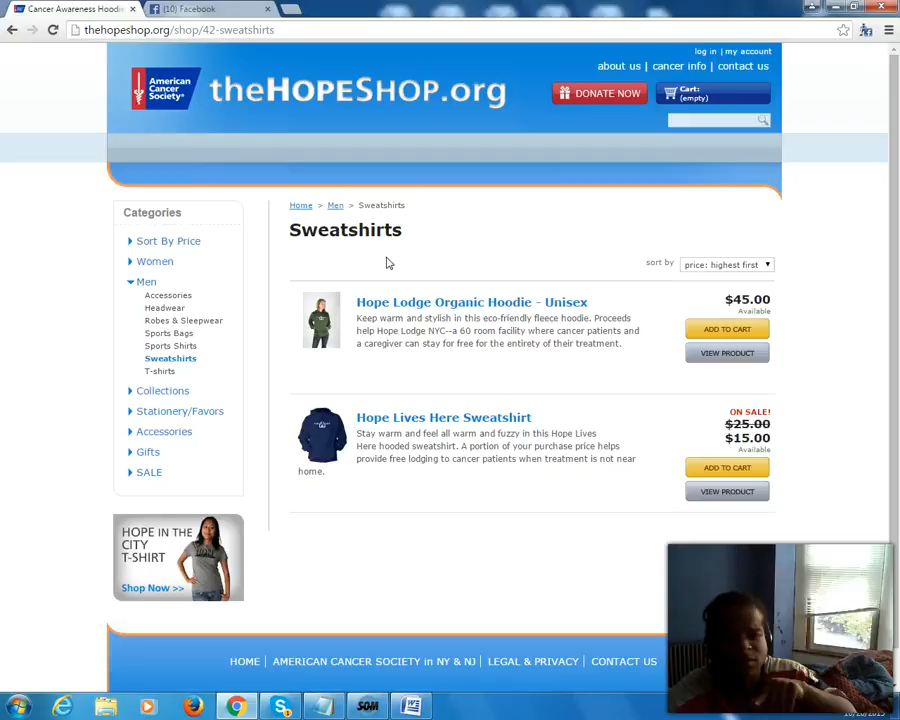 Cancer Awareness Hoodie
(10) Facebook
thehopeshop.org/shop/42-sweatshirts
log in | my account
about us | cancer info | contact us
American
Cancer
Society®
theHOPESHOP.org
DONATE NOW
Cart:
(empty)
Categories
Sort By Price
Women
Men
Accessories
Headwear
Robes & Sleepwear
Sports Bags
Sports Shirts
Sweatshirts
T-shirts
Collections
Stationery/Favors
Accessories
Gifts
SALE
HOPE IN THE
CITY
T-SHIRT
Shop Now >>
Home > Men > Sweatshirts
Sweatshirts
sort by price: highest first
Hope Lodge Organic Hoodie - Unisex
Keep warm and stylish in this eco-friendly fleece hoodie. Proceeds
help Hope Lodge NYC--a 60 room facility where cancer patients and
a caregiver can stay for free for the entirety of their treatment.
$45.00
Available
ADD TO CART
VIEW PRODUCT
Hope Lives Here Sweatshirt
Stay warm and feel all warm and fuzzy in this Hope Lives
Here hooded sweatshirt. A portion of your purchase price helps
provide free lodging to cancer patients when treatment is not near
home.
ON SALE!
$25.00
$15.00
Available
ADD TO CART
VIEW PRODUCT
HOME | AMERICAN CANCER SOCIETY in NY & NJ | LEGAL & PRIVACY | CONTACT US
SOM